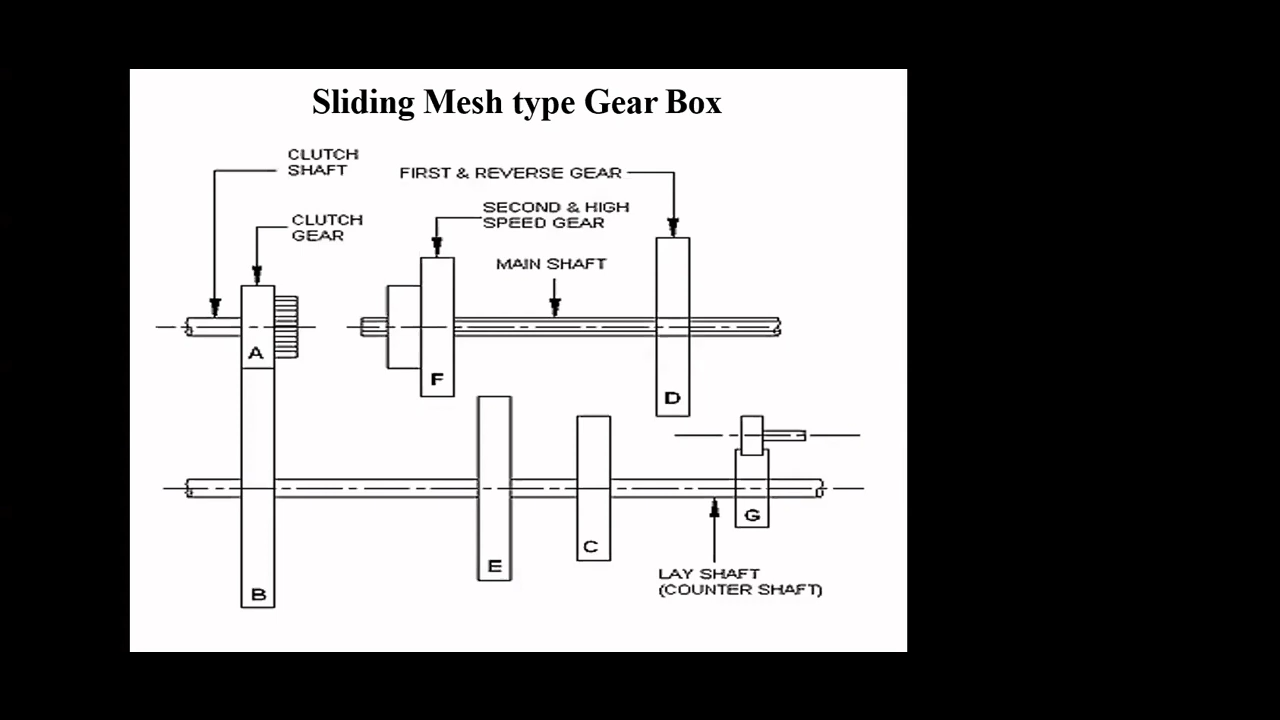 Sliding Mesh type Gear Box
CLUTCH
SHAFT
FIRST & REVERSE GEAR
SECOND & HIGH
SPEED GEAR
CLUTCH
GEAR
MAIN SHAFT
A
F
D
G
C
E
B
LAY SHAFT
(COUNTER SHAFT)